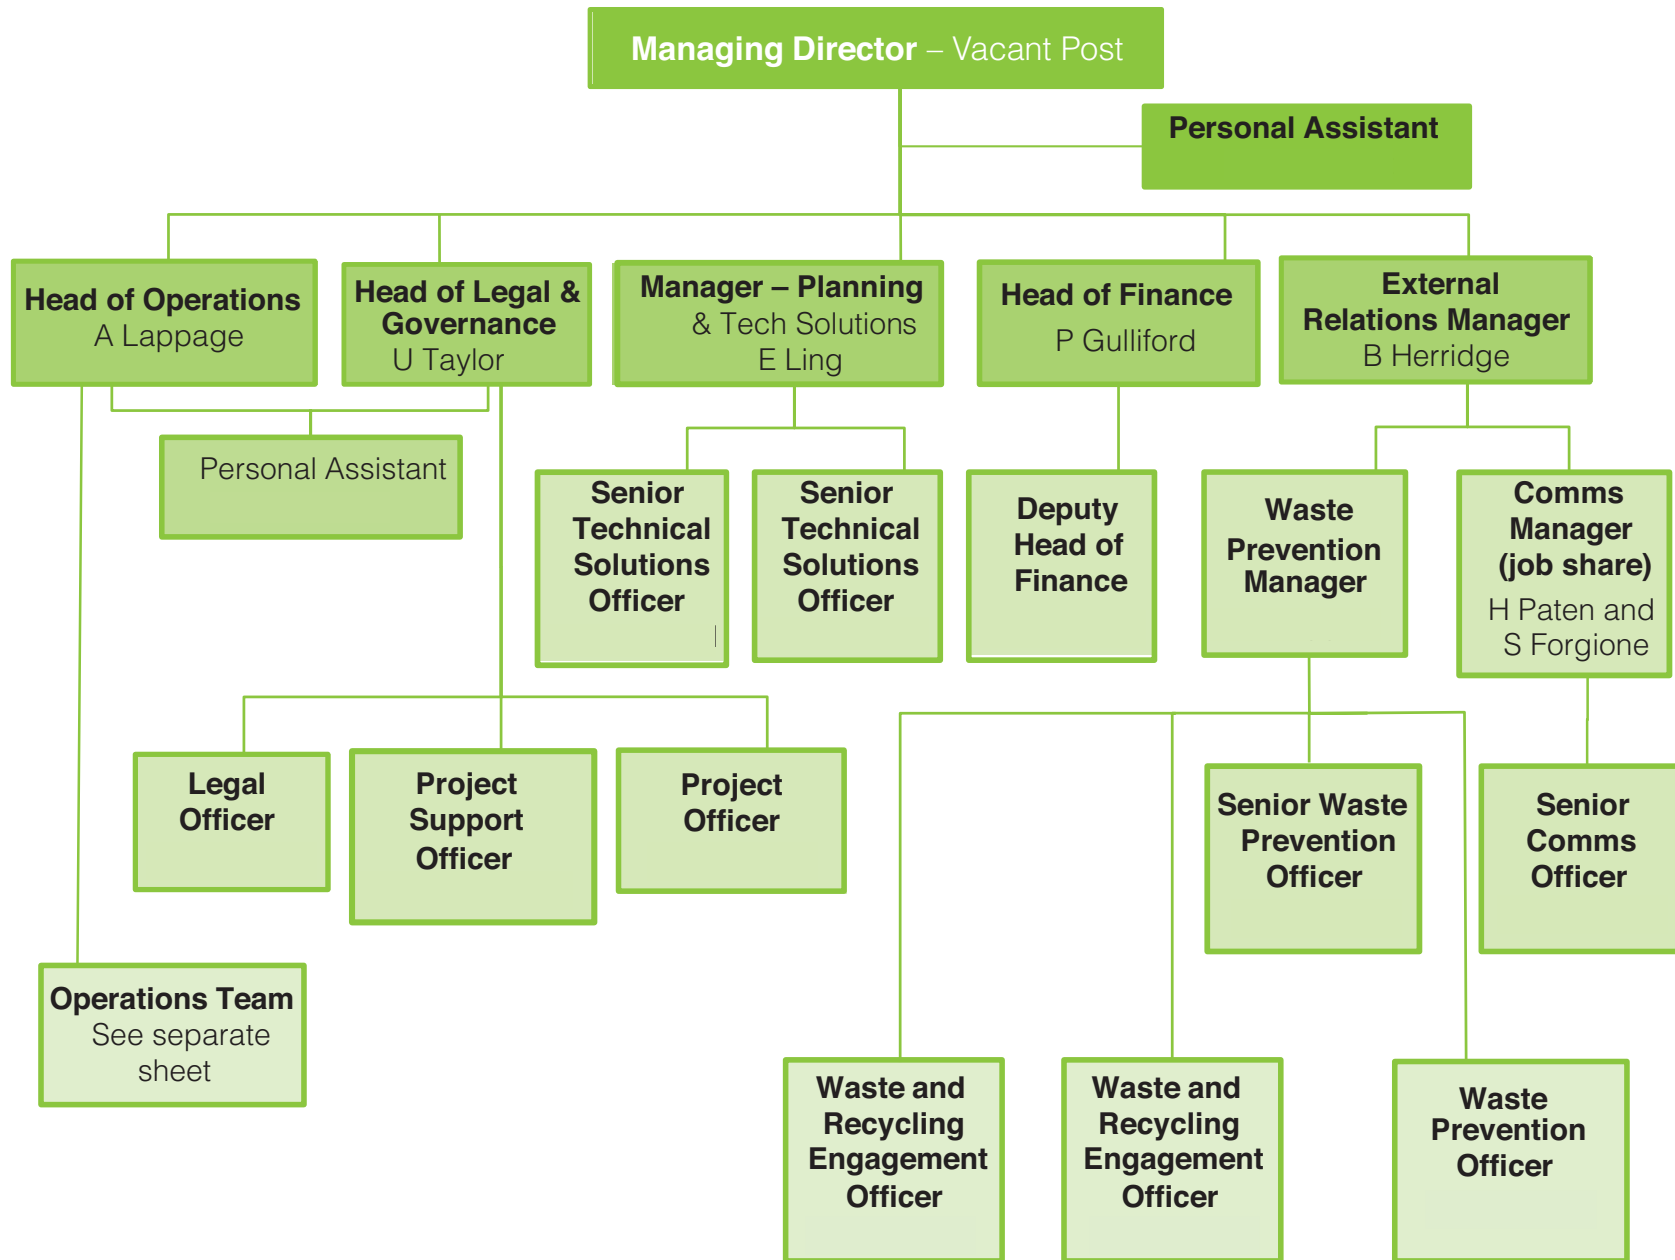 Managing Director – Vacant Post
Personal Assistant
Head of Operations
A Lappage
Head of Legal &
Governance
U Taylor
Manager – Planning
& Tech Solutions
E Ling
Head of Finance
P Gulliford
External
Relations Manager
B Herridge
Personal Assistant
Senior
Technical
Solutions
Officer
Senior
Technical
Solutions
Officer
Deputy
Head of
Finance
Waste
Prevention
Manager
Comms
Manager
(job share)
H Paten and
S Forgione
Legal
Officer
Project
Support
Officer
Project
Officer
Senior Waste
Prevention
Officer
Senior
Comms
Officer
Operations Team
See separate
sheet
Waste and
Recycling
Engagement
Officer
Waste and
Recycling
Engagement
Officer
Waste
Prevention
Officer